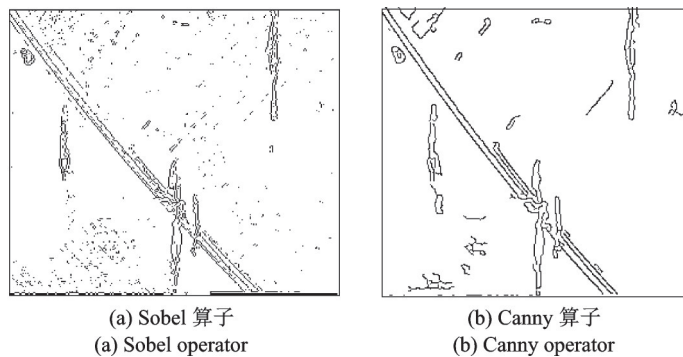 (a) Sobel 算子
(a) Sobel operator
(b) Canny 算子
(b) Canny operator